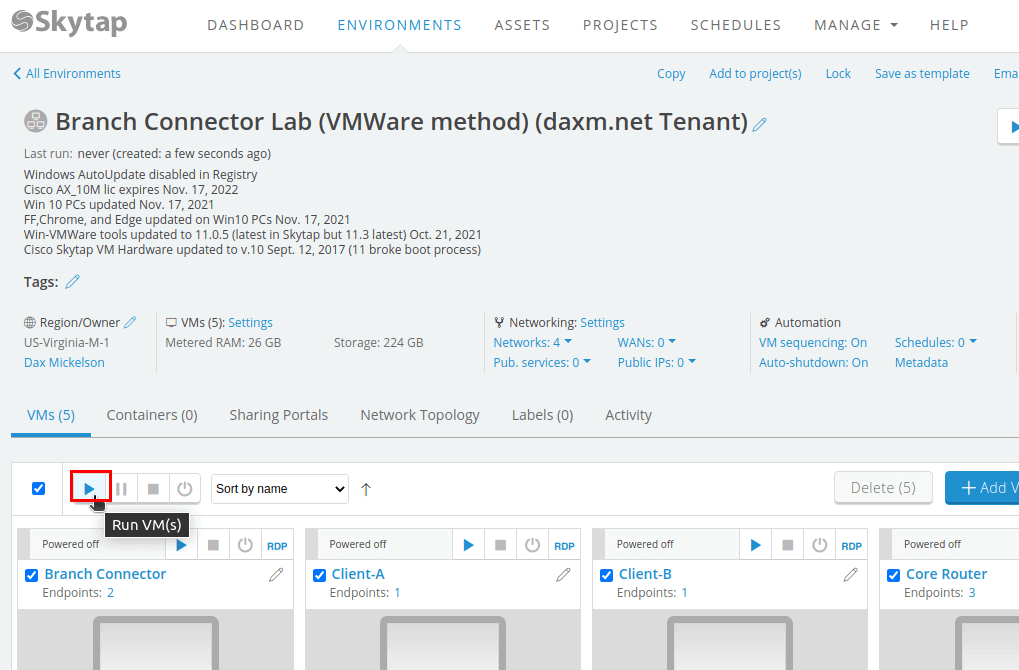 Skytap
DASHBOARD ENVIRONMENTS ASSETS PROJECTS SCHEDULES MANAGE HELP
All Environments Copy Add to project(s) Lock Save as template Emai
Branch Connector Lab (VMWare method) (daxm.net Tenant)
Last run: never (created: a few seconds ago)
Windows AutoUpdate disabled in Registry
Cisco AX_10M lic expires Nov. 17, 2022
Win 10 PCs updated Nov. 17, 2021
FF,Chrome, and Edge updated on Win10 PCs Nov. 17, 2021
Win-VMWare tools updated to 11.0.5 (latest in Skytap but 11.3 latest) Oct. 21, 2021
Cisco Skytap VM Hardware updated to v.10 Sept. 12, 2017 (11 broke boot process)
Tags:
Region/Owner VMs (5): Settings Networking: Settings Automation
US-Virginia-M-1 Metered RAM: 26 GB Storage: 224 GB Networks: 4 WANs: 0 VM sequencing: On Schedules: 0
Dax Mickelson Pub. services: 0 Public IPs: 0 Auto-shutdown: On Metadata
VMs (5) Containers (0) Sharing Portals Network Topology Labels (0) Activity
Sort by name Delete (5) Add V
Run VM(s)
Powered off RDP Powered off RDP Powered off RDP Powered off
Branch Connector Client-A Client-B Core Router
Endpoints: 2 Endpoints: 1 Endpoints: 1 Endpoints: 3